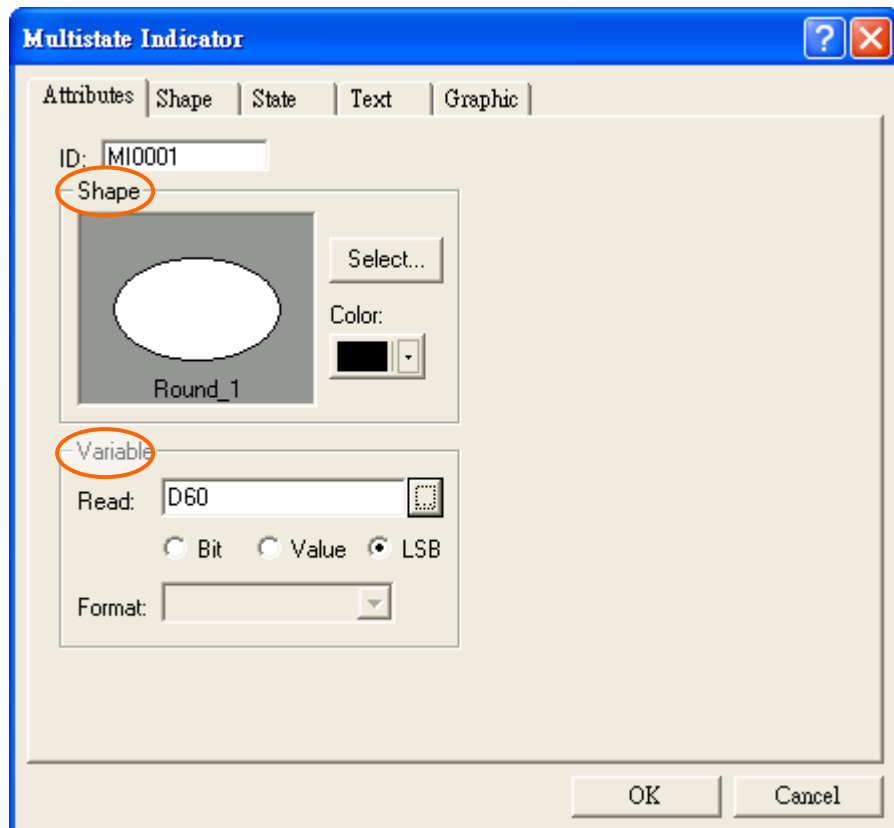 Multistate Indicator
Attributes Shape State Text Graphic
ID: MI0001
Shape
Select...
Color:
Round_1
Variable
Read: D60
Bit Value LSB
Format:
OK Cancel